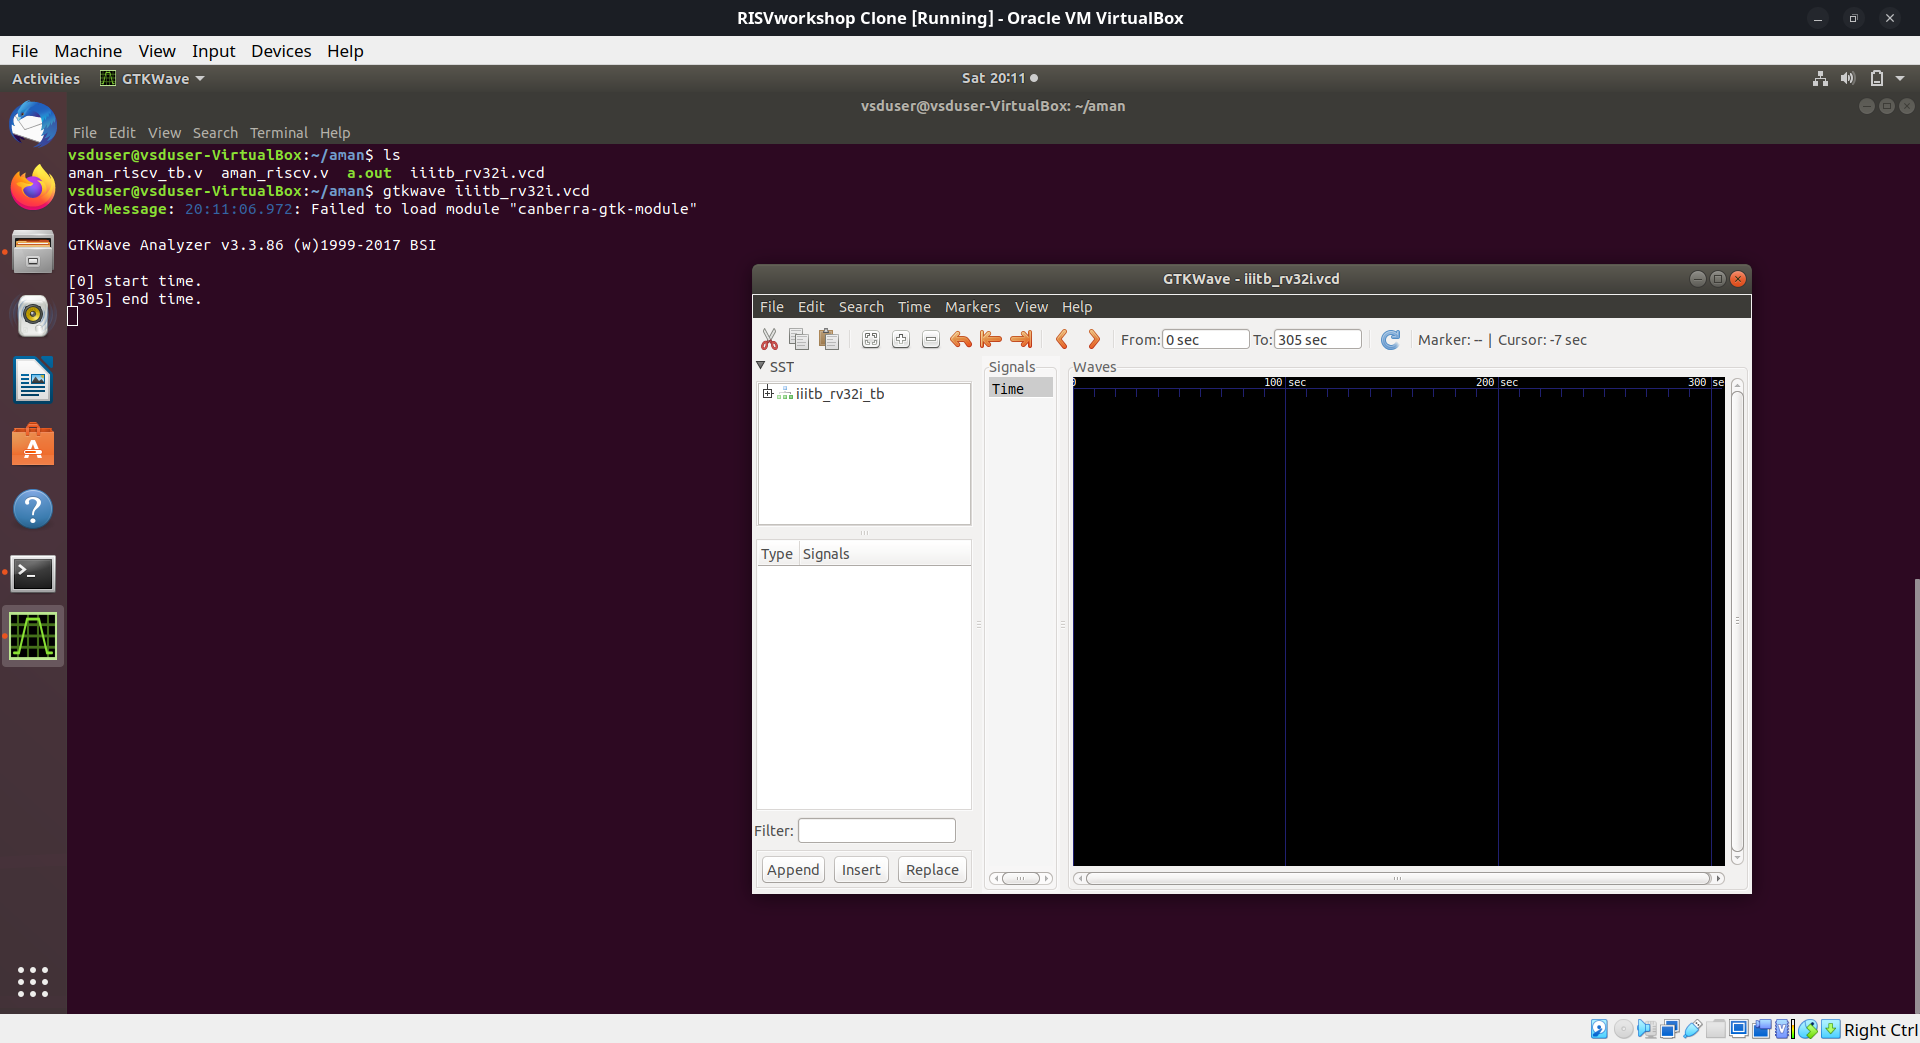 RISVworkshop Clone [Running] - Oracle VM VirtualBox
File Machine View Input Devices Help
Activities GTKWave Sat 20:11
vsduser@vsduser-VirtualBox: ~/aman
File Edit View Search Terminal Help
vsduser@vsduser-VirtualBox:~/aman$ ls
aman_riscv_tb.v aman_riscv.v a.out iiitb_rv32i.vcd
vsduser@vsduser-VirtualBox:~/aman$ gtkwave iiitb_rv32i.vcd
Gtk-Message: 20:11:06.972: Failed to load module "canberra-gtk-module"
GTKWave Analyzer v3.3.86 (w)1999-2017 BSI
[0] start time.
[305] end time.
GTKWave - iiitb_rv32i.vcd
File Edit Search Time Markers View Help
From: 0 sec To: 305 sec Marker: -- | Cursor: -7 sec
SST
iiitb_rv32i_tb
Type Signals
Filter:
Append Insert Replace
Signals
Time
Waves
0 100 sec 200 sec 300 se
Right Ctrl